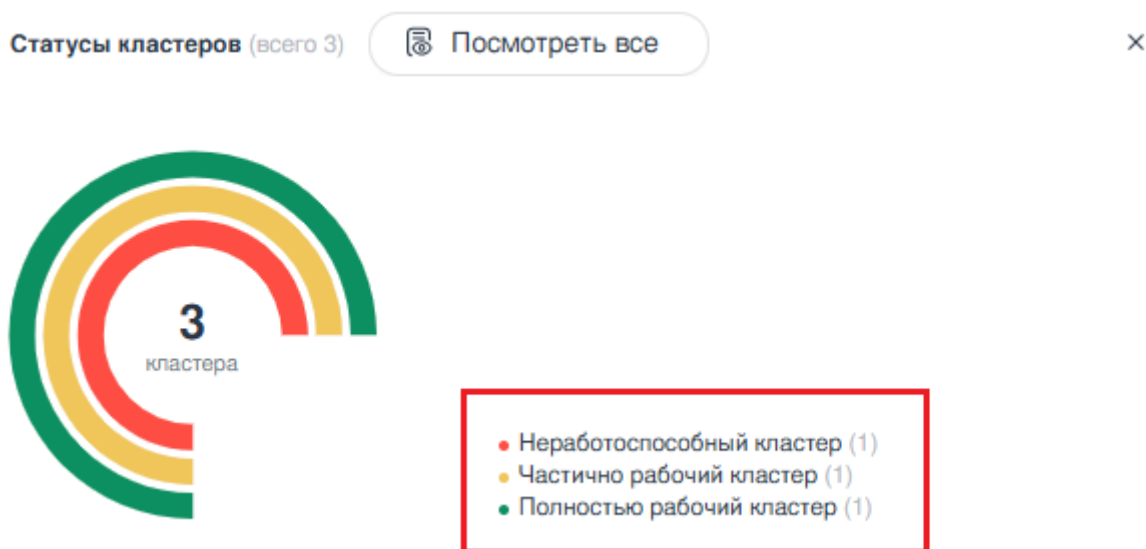 Статусы кластеров (всего 3) Посмотреть все
3
кластера
Неработоспособный кластер (1)
Частично рабочий кластер (1)
Полностью рабочий кластер (1)